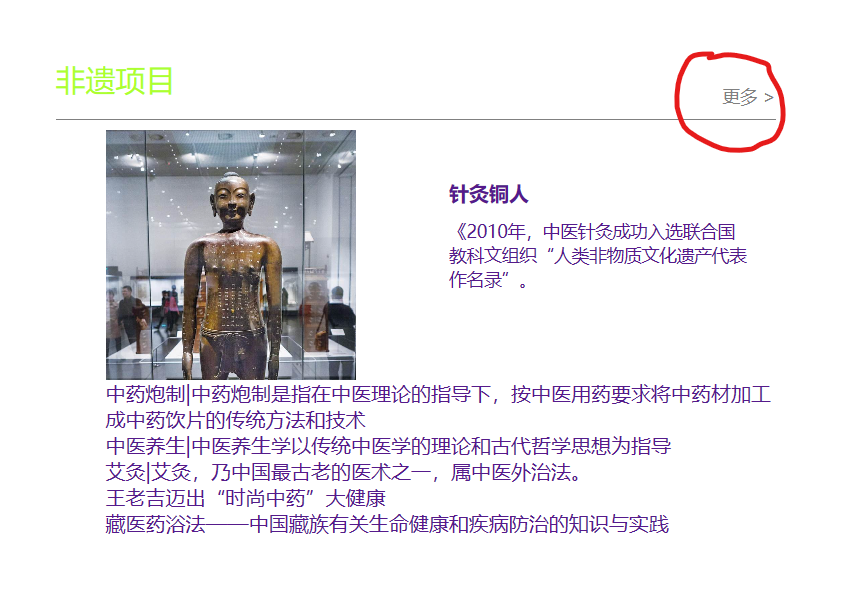 非遗项目
更多 >
针灸铜人
《2010年，中医针灸成功入选联合国
教科文组织“人类非物质文化遗产代表
作名录”。
中药炮制|中药炮制是指在中医理论的指导下，按中医用药要求将中药材加工
成中药饮片的传统方法和技术
中医养生|中医养生学以传统中医学的理论和古代哲学思想为指导
艾灸|艾灸，乃中国最古老的医术之一，属中医外治法。
王老吉迈出“时尚中药”大健康
藏医药浴法——中国藏族有关生命健康和疾病防治的知识与实践